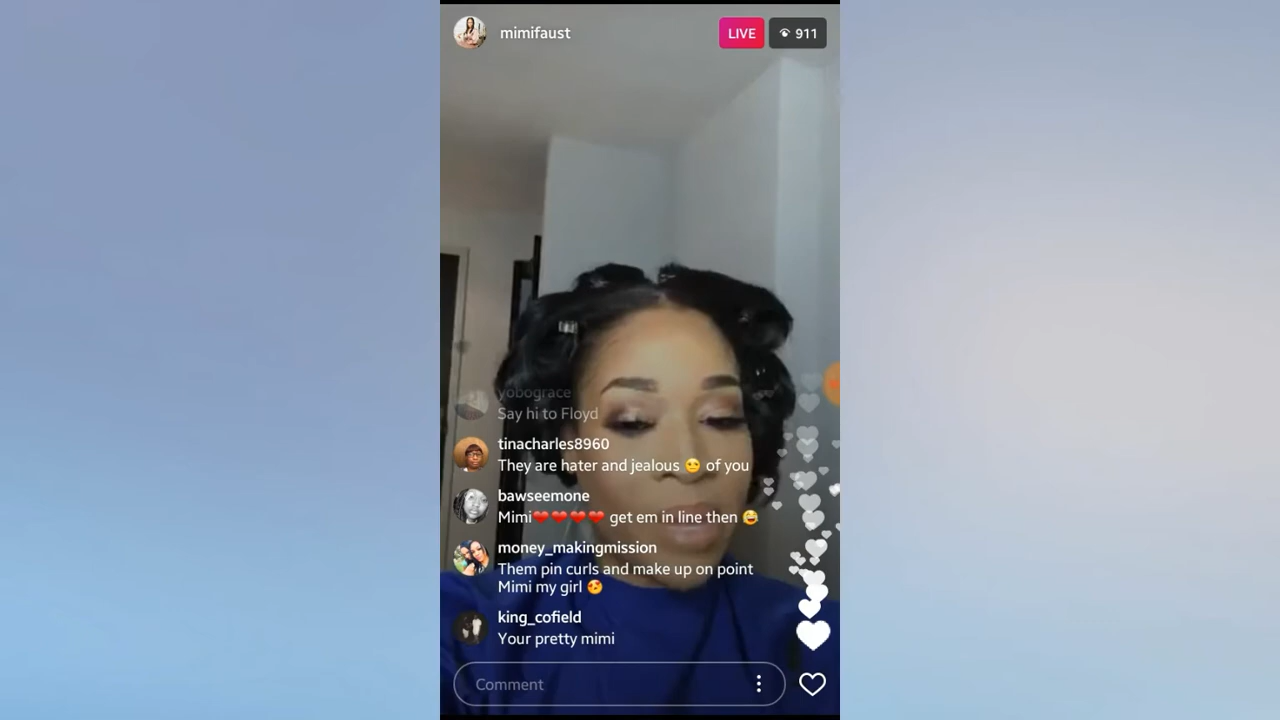 mimifaust
LIVE
911
yobograce
Say hi to Floyd
tinacharles8960
They are hater and jealous 🤨 of you
bawseemone
Mimi❤️❤️❤️❤️ get em in line then 😂
money_makingmission
Them pin curls and make up on point
Mimi my girl 😍
king_cofield
Your pretty mimi
Comment